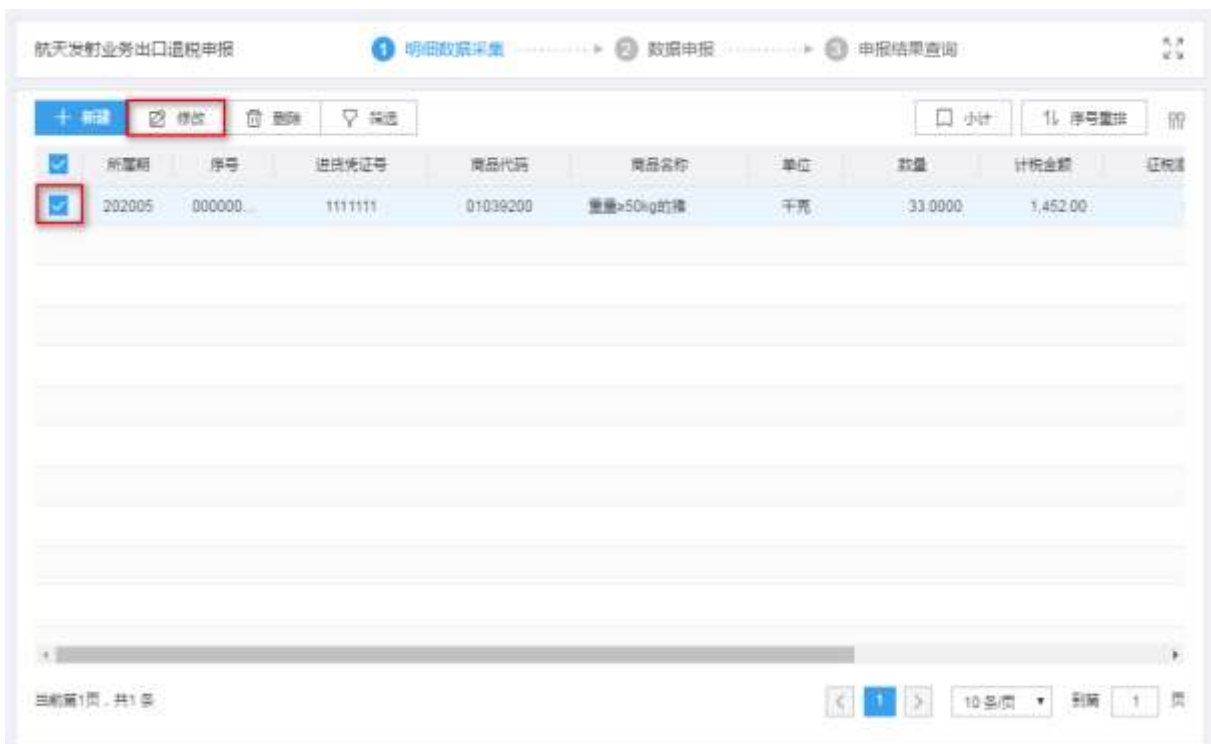 航天发射业务出口退税申报 1 明细数据采集 2 数据申报 3 申报结果查询
新建 修改 删除 筛选 小计 序号重排
所属期 序号 进货凭证号 商品代码 商品名称 单位 数量 计税金额 征税
202005 000000... 1111111 01039200 重量≥50kg的猪 千克 33.0000 1,452.00
当前第1页，共1条 < 1 > 10条/页 到第 1 页